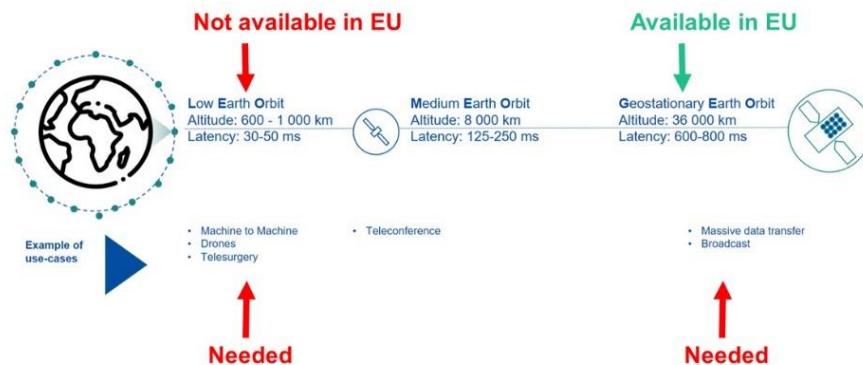 Not available in EU
Available in EU
Low Earth Orbit
Altitude: 600 - 1 000 km
Latency: 30-50 ms
Medium Earth Orbit
Altitude: 8 000 km
Latency: 125-250 ms
Geostationary Earth Orbit
Altitude: 36 000 km
Latency: 600-800 ms
Example of
use-cases
• Machine to Machine
• Drones
• Telesurgery
• Teleconference
• Massive data transfer
• Broadcast
Needed
Needed